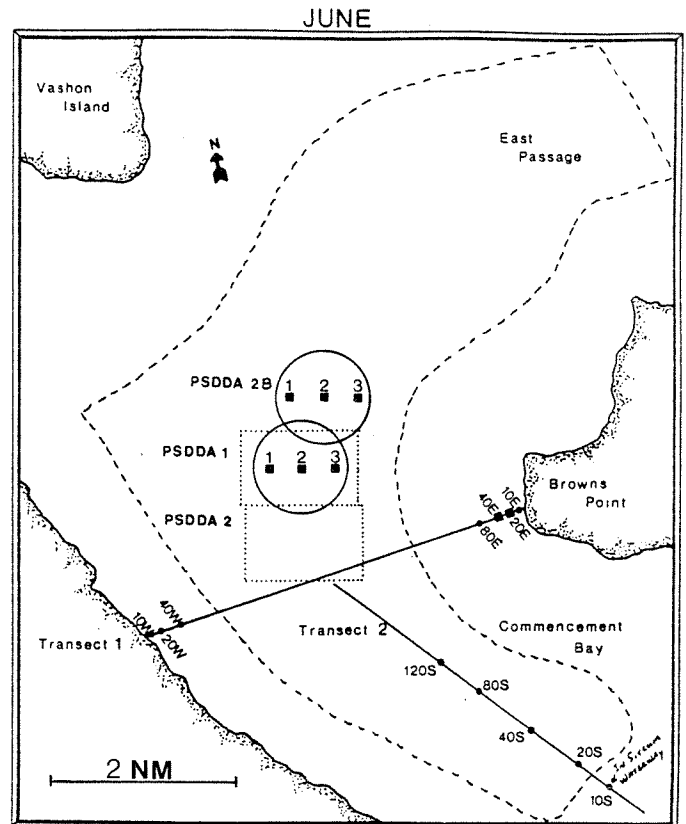 JUNE
Vashon
Island
N
East
Passage
PSDDA 2B
1 2 3
PSDDA 1
1 2 3
PSDDA 2
Browns
Point
10E
40E
20E
80E
40W
10W
20W
Transect 1
Transect 2
Commencement
Bay
120S
80S
40S
20S
10S
Waterway
2 NM